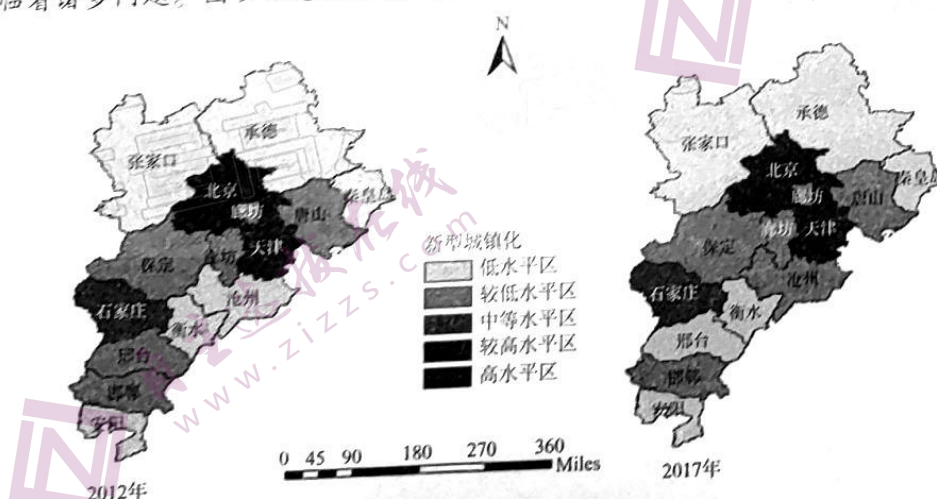 N
张家口
承德
北京
廊坊
秦皇岛
唐山
天津
保定
廊坊
沧州
石家庄
衡水
邢台
邯郸
安阳
2012年
新型城镇化
低水平区
较低水平区
中等水平区
较高水平区
高水平区
0 45 90 180 270 360
Miles
张家口
承德
北京
廊坊
秦皇岛
唐山
天津
保定
廊坊
沧州
石家庄
衡水
邢台
邯郸
安阳
2017年
www.zizzs.com